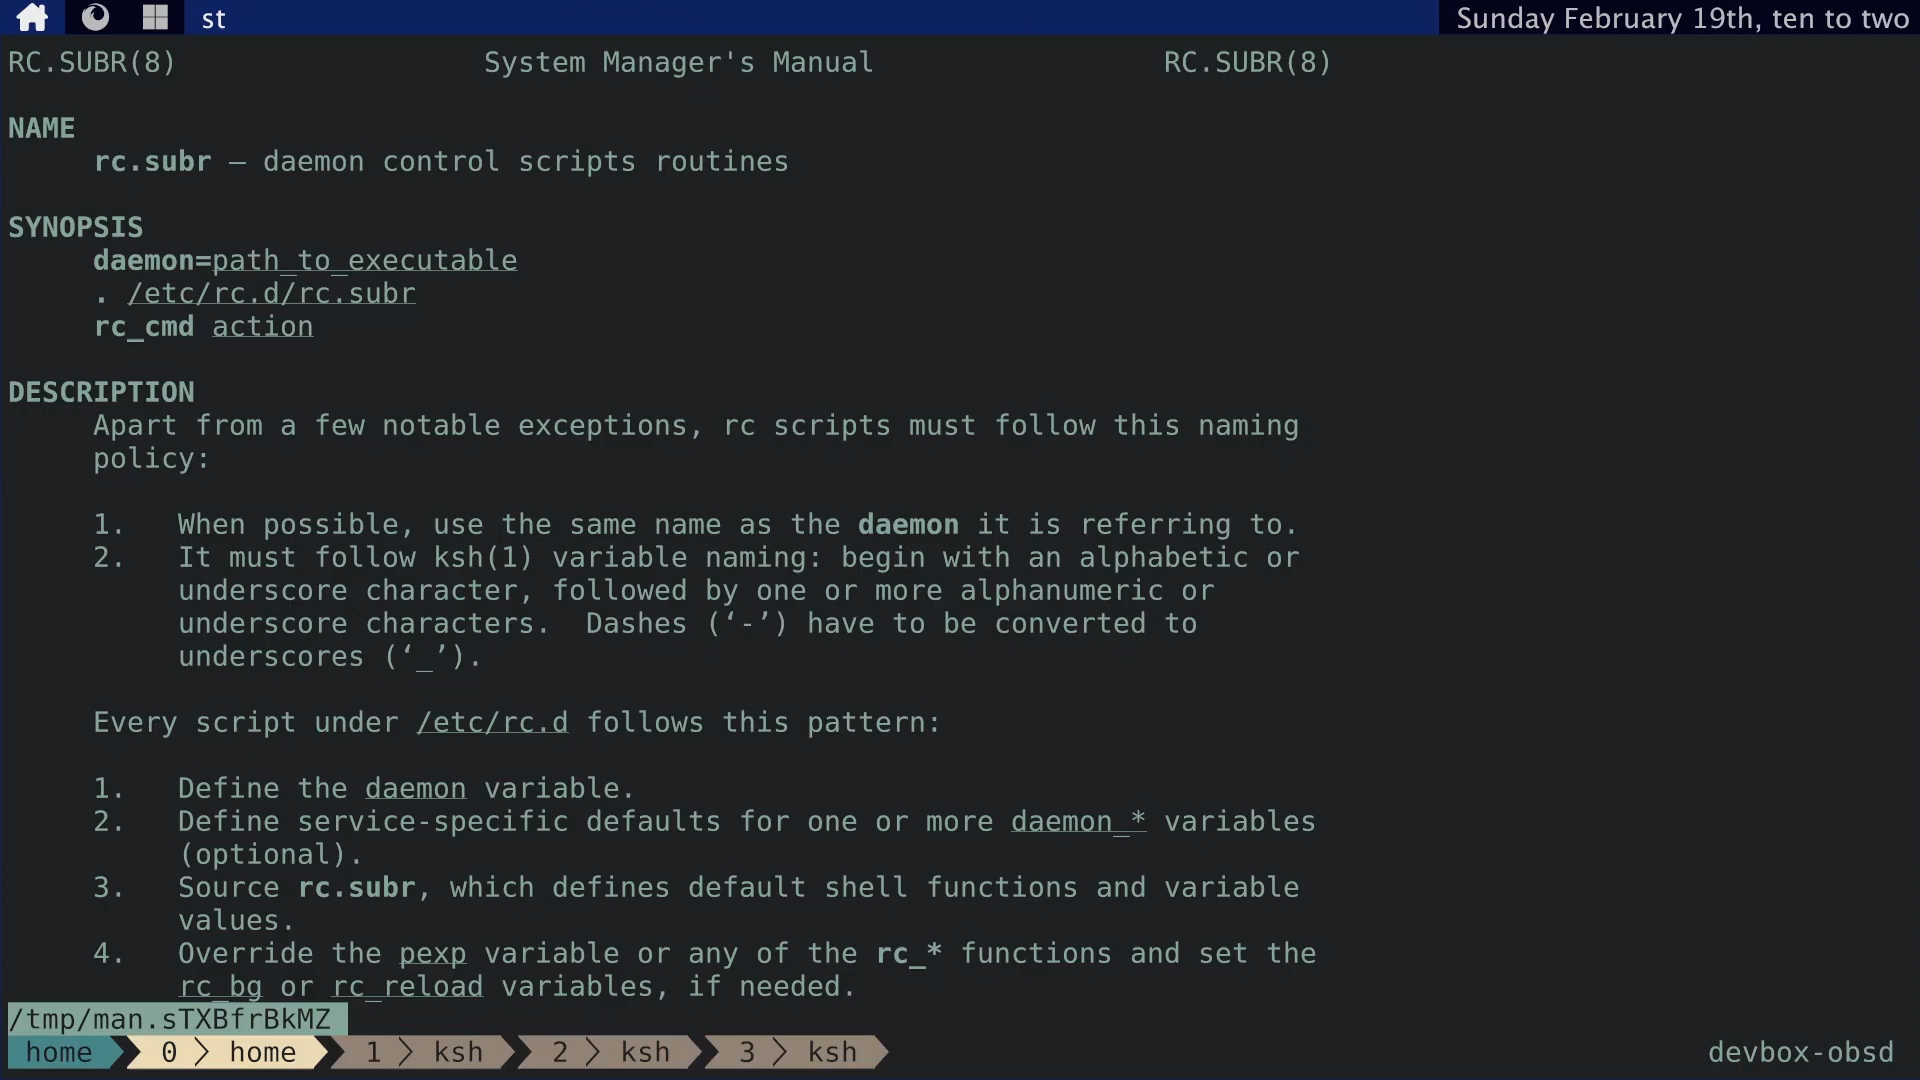 st
Sunday February 19th, ten to two
RC.SUBR(8) System Manager's Manual RC.SUBR(8)
NAME
rc.subr – daemon control scripts routines
SYNOPSIS
daemon=path_to_executable
. /etc/rc.d/rc.subr
rc_cmd action
DESCRIPTION
Apart from a few notable exceptions, rc scripts must follow this naming
policy:
1. When possible, use the same name as the daemon it is referring to.
2. It must follow ksh(1) variable naming: begin with an alphabetic or
underscore character, followed by one or more alphanumeric or
underscore characters. Dashes (‘-’) have to be converted to
underscores (‘_’).
Every script under /etc/rc.d follows this pattern:
1. Define the daemon variable.
2. Define service-specific defaults for one or more daemon_* variables
(optional).
3. Source rc.subr, which defines default shell functions and variable
values.
4. Override the pexp variable or any of the rc_* functions and set the
rc_bg or rc_reload variables, if needed.
/tmp/man.sTXBfrBkMZ
home 0 home 1 ksh 2 ksh 3 ksh devbox-obsd